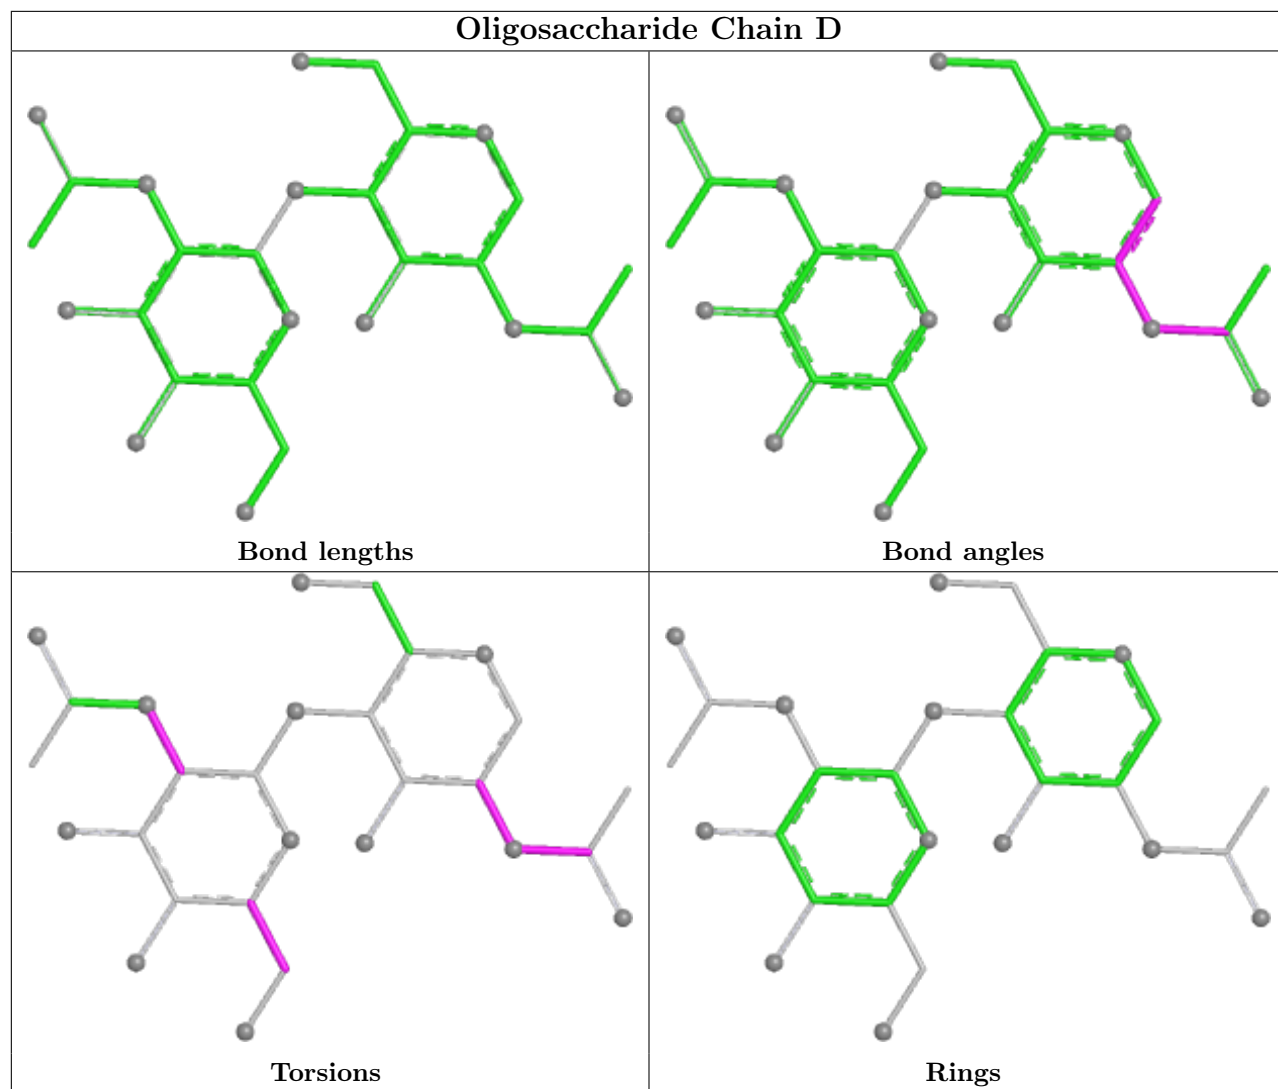 Oligosaccharide Chain D
Bond lengths
Bond angles
Torsions
Rings